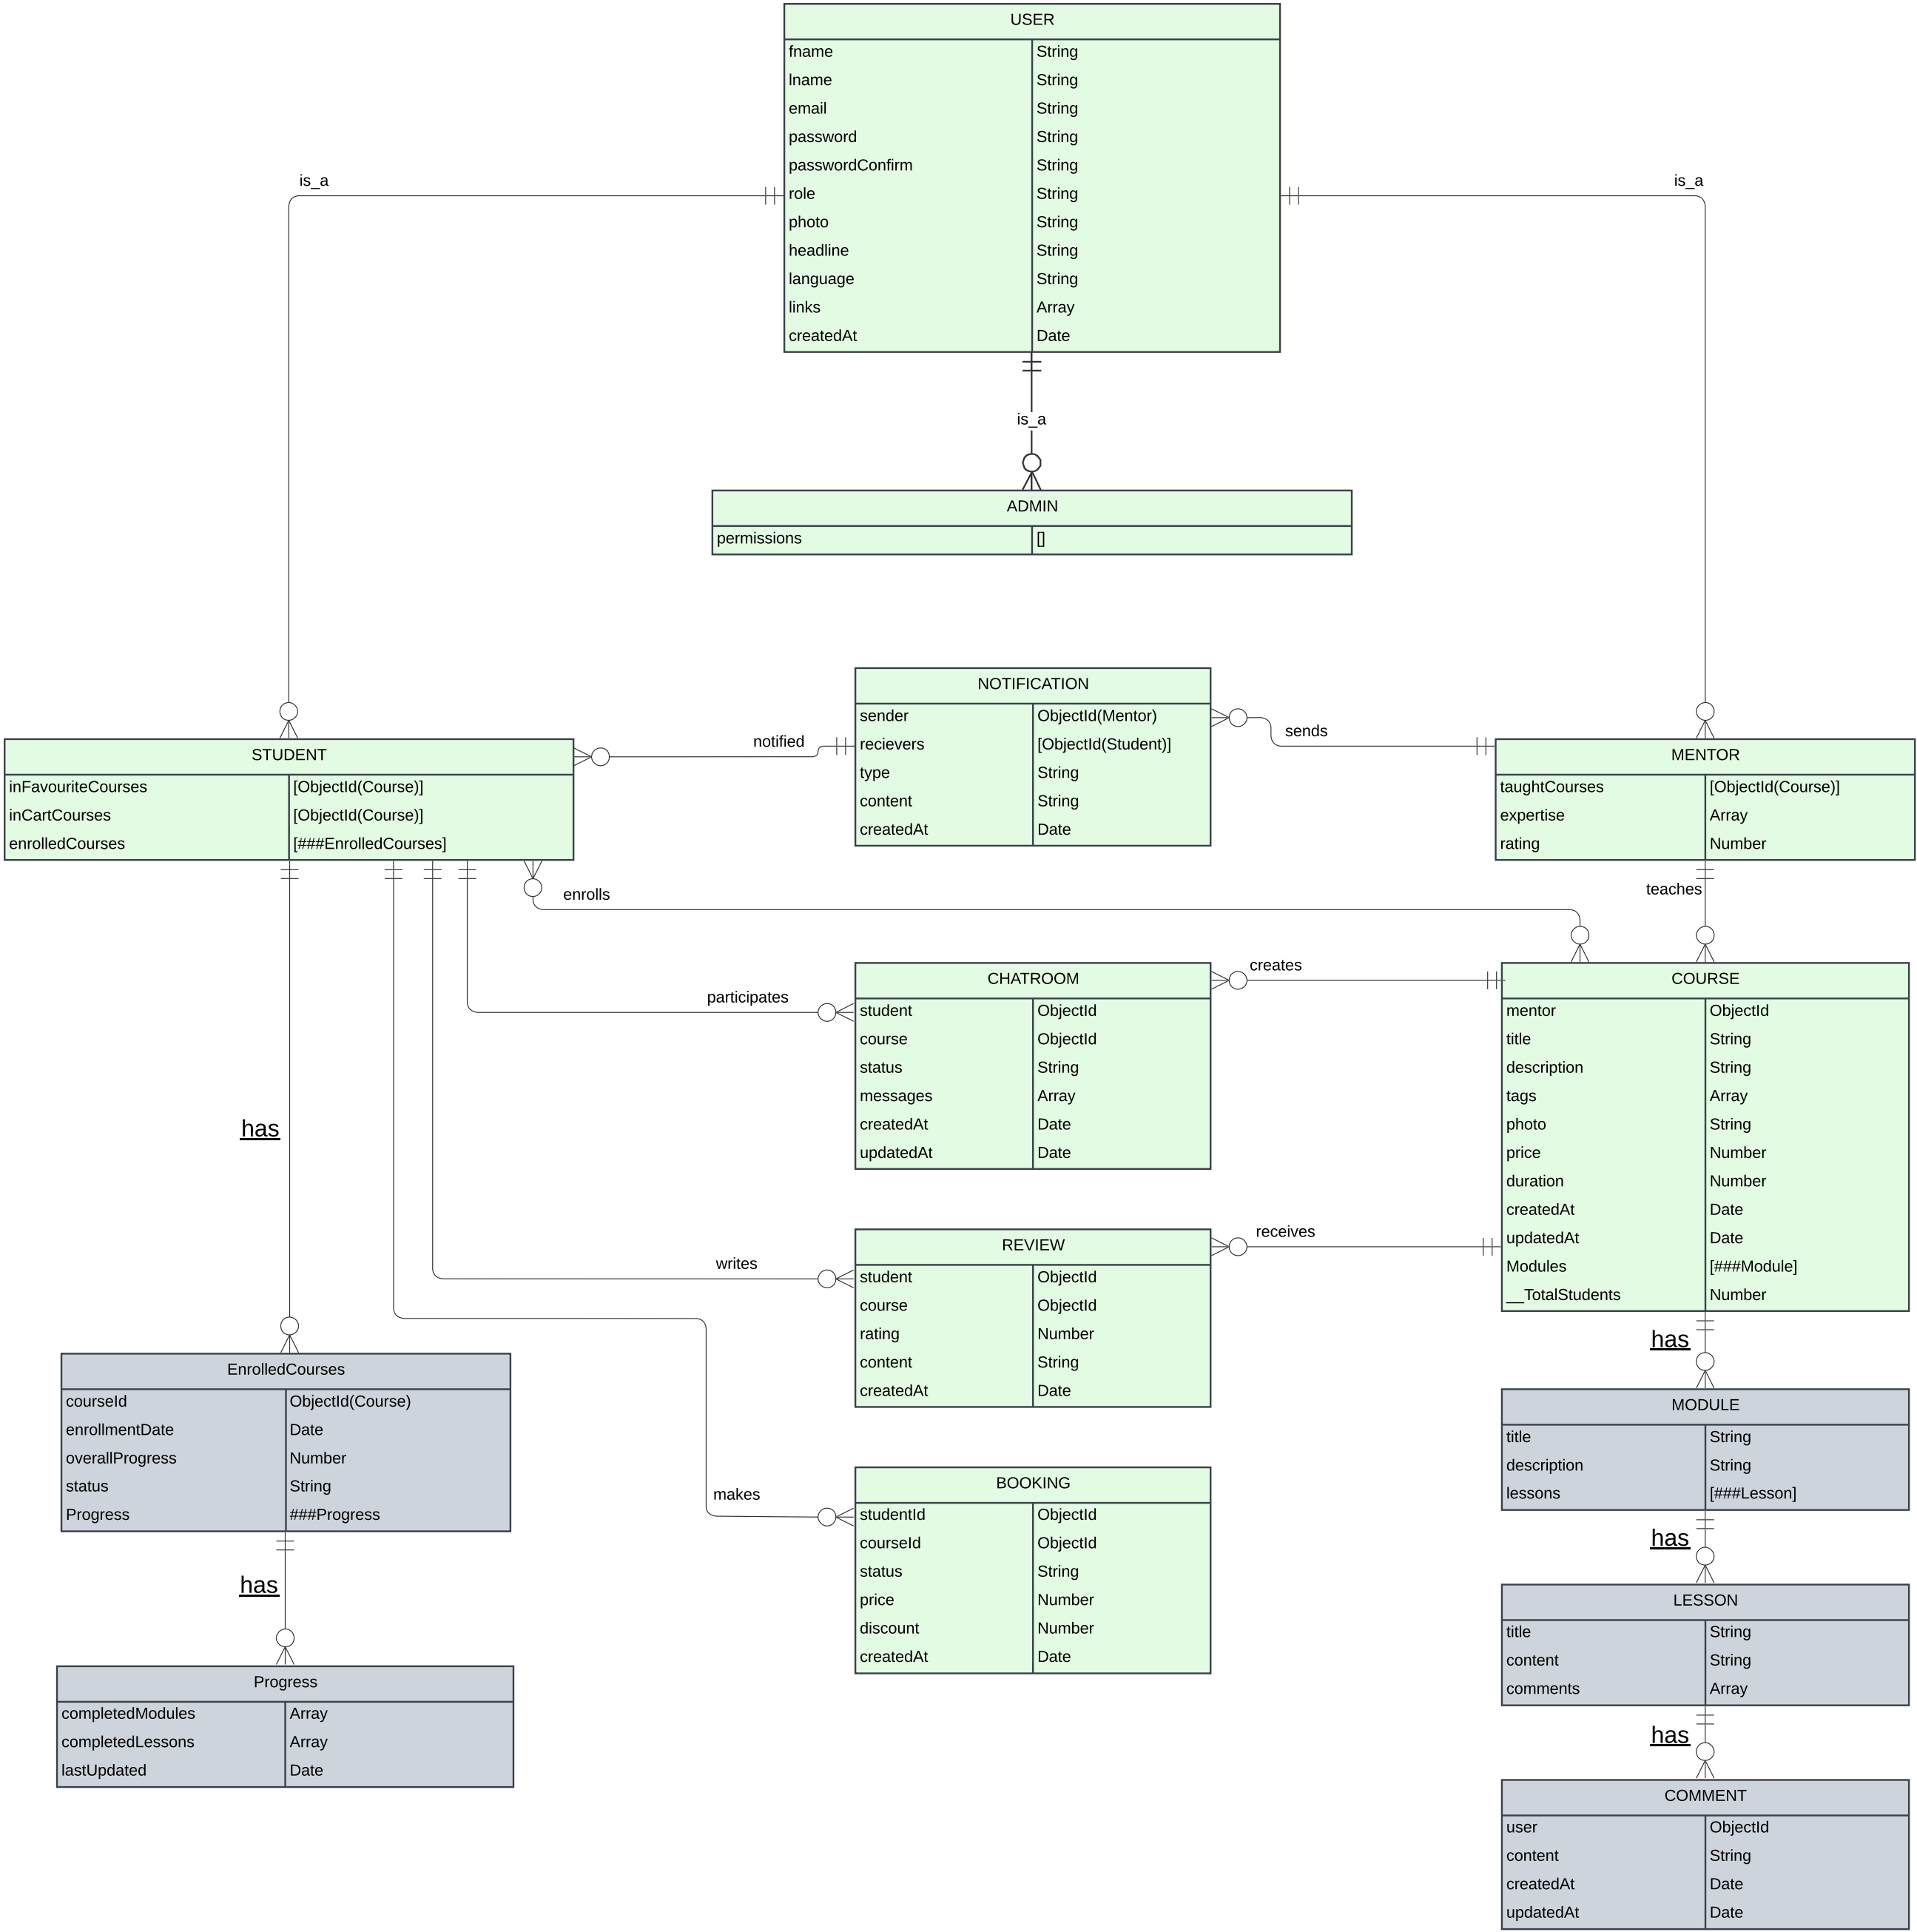 USER
fname String
lname String
email String
password String
passwordConfirm String
role String
photo String
headline String
language String
links Array
createdAt Date
is_a
is_a
is_a
ADMIN
permissions []
NOTIFICATION
sender ObjectId(Mentor)
recievers [ObjectId(Student)]
type String
content String
createdAt Date
notified
sends
STUDENT
inFavouriteCourses [ObjectId(Course)]
inCartCourses [ObjectId(Course)]
enrolledCourses [###EnrolledCourses]
MENTOR
taughtCourses [ObjectId(Course)]
expertise Array
rating Number
enrolls
teaches
participates
creates
CHATROOM
student ObjectId
course ObjectId
status String
messages Array
createdAt Date
updatedAt Date
COURSE
mentor ObjectId
title String
description String
tags Array
photo String
price Number
duration Number
createdAt Date
updatedAt Date
Modules [###Module]
__TotalStudents Number
has
writes
receives
REVIEW
student ObjectId
course ObjectId
rating Number
content String
createdAt Date
has
EnrolledCourses
courseId ObjectId(Course)
enrollmentDate Date
overallProgress Number
status String
Progress ###Progress
MODULE
title String
description String
lessons [###Lesson]
makes
BOOKING
studentId ObjectId
courseId ObjectId
status String
price Number
discount Number
createdAt Date
has
has
LESSON
title String
content String
comments Array
Progress
completedModules Array
completedLessons Array
lastUpdated Date
has
COMMENT
user ObjectId
content String
createdAt Date
updatedAt Date